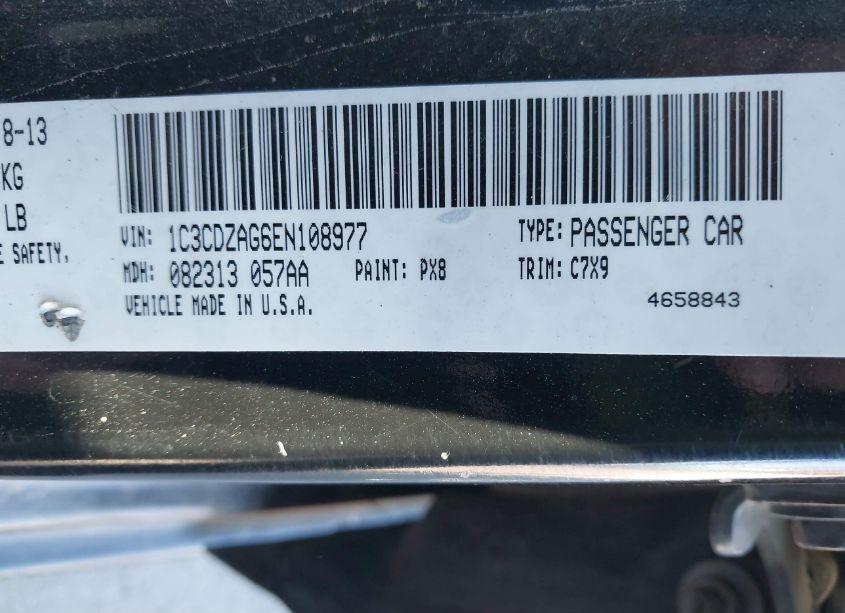 8-13
KG
LB
E SAFETY,
VIN: 1C3CDZAG6EN108977
TYPE: PASSENGER CAR
MDH: 082313 057AA
PAINT: PX8
TRIM: C7X9
VEHICLE MADE IN U.S.A.
4658843